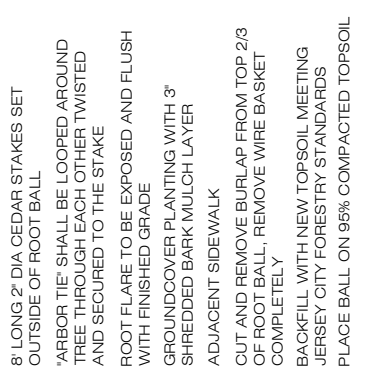 8' LONG 2" DIA CEDAR STAKES SET
OUTSIDE OF ROOT BALL
"ARBOR TIE" SHALL BE LOOPED AROUND
TREE THROUGH EACH OTHER TWISTED
AND SECURED TO THE STAKE
ROOT FLARE TO BE EXPOSED AND FLUSH
WITH FINISHED GRADE
GROUNDCOVER PLANTING WITH 3"
SHREDDED BARK MULCH LAYER
ADJACENT SIDEWALK
CUT AND REMOVE BURLAP FROM TOP 2/3
OF ROOT BALL, REMOVE WIRE BASKET
COMPLETELY
BACKFILL WITH NEW TOPSOIL MEETING
JERSEY CITY FORESTRY STANDARDS
PLACE BALL ON 95% COMPACTED TOPSOIL